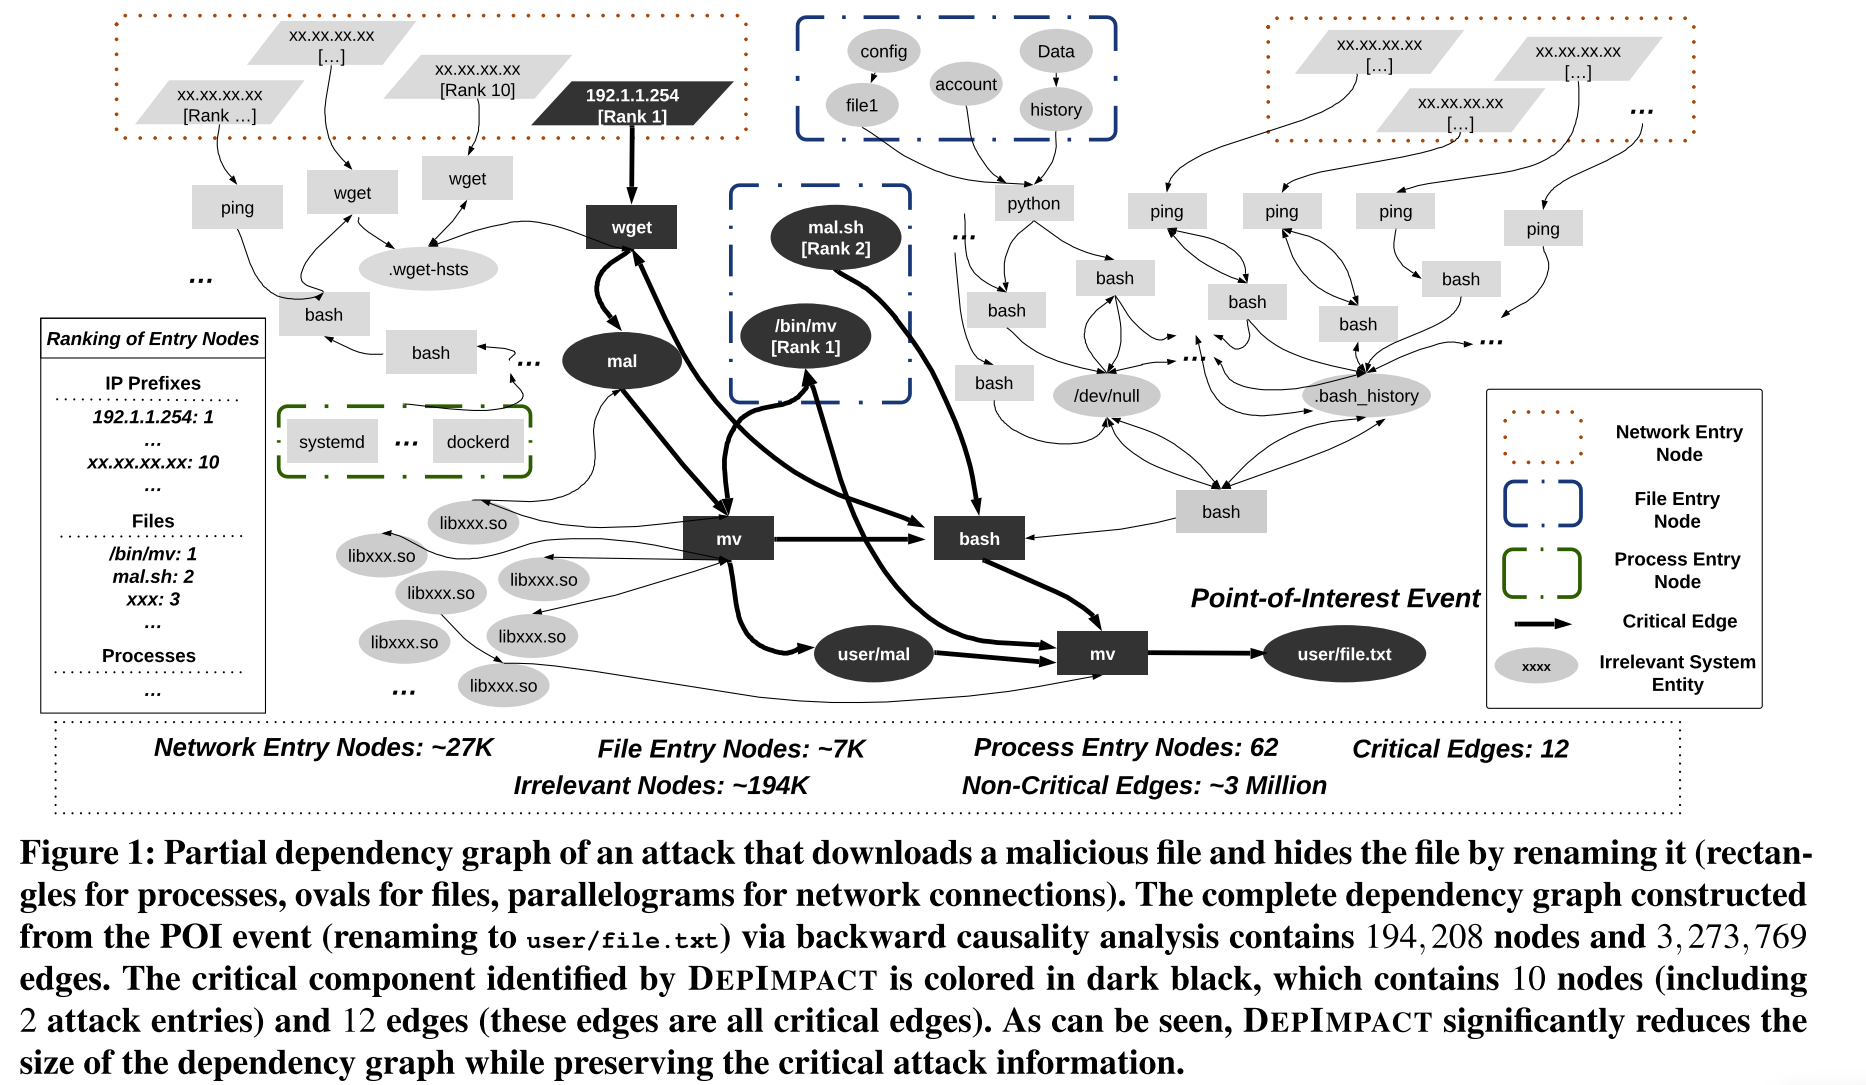 xx.xx.xx.xx
[...]
xx.xx.xx.xx
[Rank 10]
xx.xx.xx.xx
[Rank ...]
192.1.1.254
[Rank 1]
config
Data
account
file1
history
xx.xx.xx.xx
[...]
xx.xx.xx.xx
[...]
xx.xx.xx.xx
[...]
...
ping
wget
wget
wget
.wget-hsts
...
bash
bash
...
mal.sh
[Rank 2]
/bin/mv
[Rank 1]
mal
python
...
bash
bash
bash
/dev/null
ping
ping
ping
ping
bash
bash
bash
...
...
.bash_history
bash
systemd
...
dockerd
Ranking of Entry Nodes
IP Prefixes
192.1.1.254: 1
...
xx.xx.xx.xx: 10
...
Files
/bin/mv: 1
mal.sh: 2
xxx: 3
...
Processes
...
libxxx.so
libxxx.so
libxxx.so
libxxx.so
libxxx.so
libxxx.so
libxxx.so
...
mv
bash
user/mal
mv
user/file.txt
Point-of-Interest Event
Network Entry
Node
File Entry
Node
Process Entry
Node
Critical Edge
xxxx
Irrelevant System
Entity
Network Entry Nodes: ~27K File Entry Nodes: ~7K Process Entry Nodes: 62 Critical Edges: 12
Irrelevant Nodes: ~194K Non-Critical Edges: ~3 Million
Figure 1: Partial dependency graph of an attack that downloads a malicious file and hides the file by renaming it (rectan-
gles for processes, ovals for files, parallelograms for network connections). The complete dependency graph constructed
from the POI event (renaming to user/file.txt) via backward causality analysis contains 194,208 nodes and 3,273,769
edges. The critical component identified by DEPIMPACT is colored in dark black, which contains 10 nodes (including
2 attack entries) and 12 edges (these edges are all critical edges). As can be seen, DEPIMPACT significantly reduces the
size of the dependency graph while preserving the critical attack information.